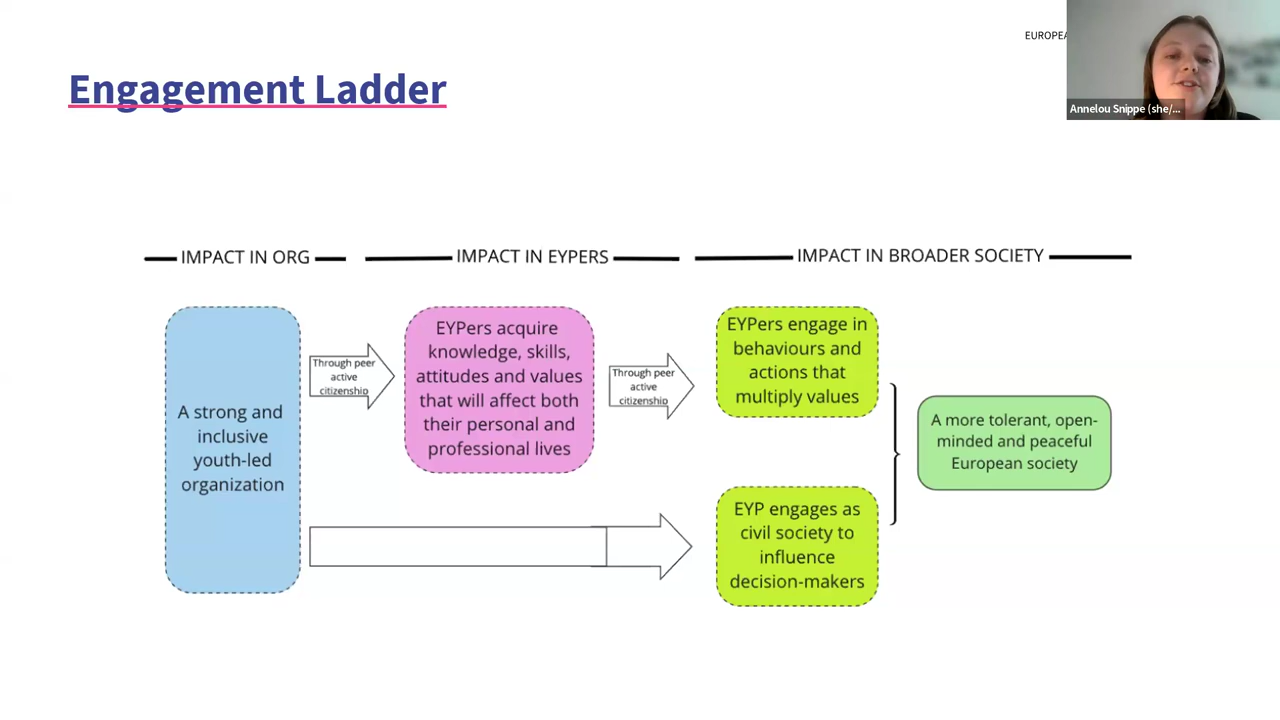 EUROPEA
Annelou Snippe (she/...
Engagement Ladder
IMPACT IN ORG
IMPACT IN EYPERS
IMPACT IN BROADER SOCIETY
A strong and
inclusive
youth-led
organization
Through peer
active
citizenship
EYPers acquire
knowledge, skills,
attitudes and values
that will affect both
their personal and
professional lives
Through peer
active
citizenship
EYPers engage in
behaviours and
actions that
multiply values
EYP engages as
civil society to
influence
decision-makers
A more tolerant, open-
minded and peaceful
European society